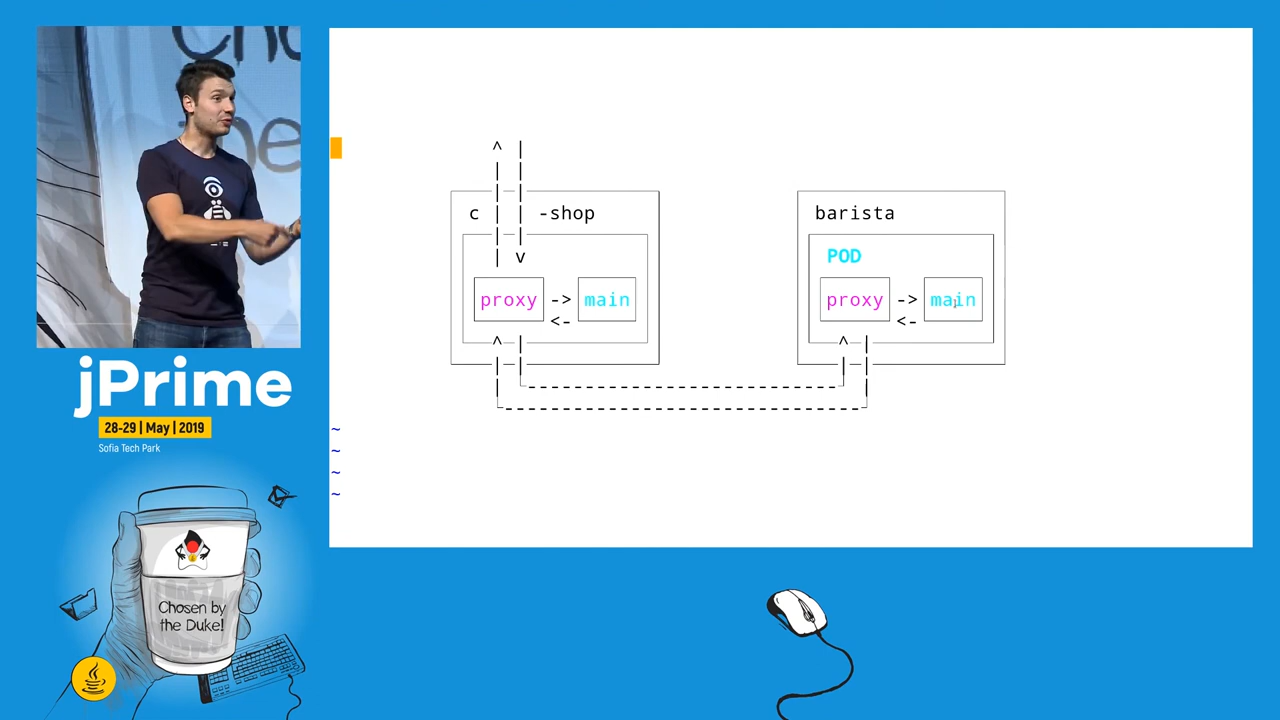 c -shop
barista
POD
proxy -> main
<-
proxy -> main
<-
~
~
~
~
jPrime
28-29 | May | 2019
Sofia Tech Park
Chosen by
the Duke!